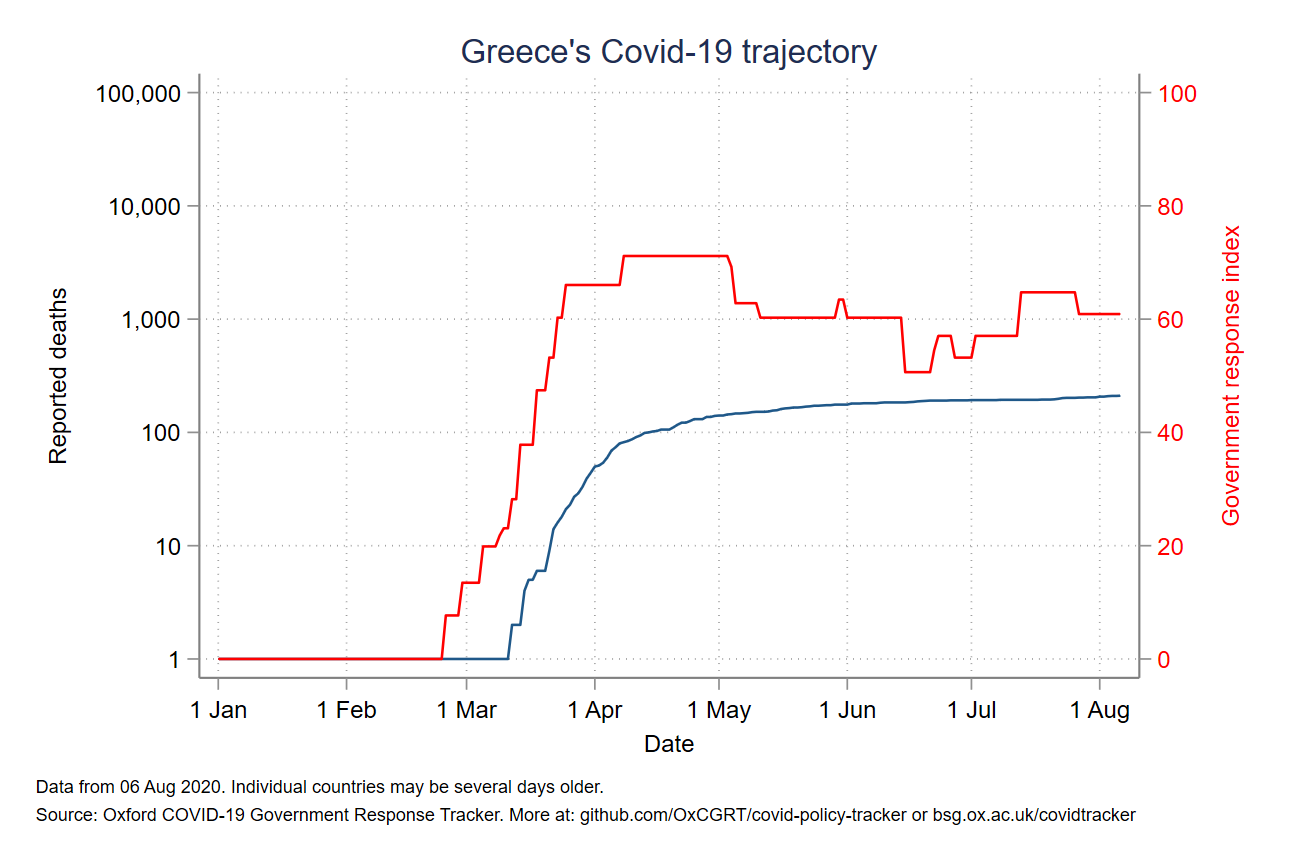 Greece's Covid-19 trajectory
100,000
10,000
1,000
100
10
1
Reported deaths
100
80
60
40
20
0
Government response index
1 Jan 1 Feb 1 Mar 1 Apr 1 May 1 Jun 1 Jul 1 Aug
Date
Data from 06 Aug 2020. Individual countries may be several days older.
Source: Oxford COVID-19 Government Response Tracker. More at: github.com/OxCGRT/covid-policy-tracker or bsg.ox.ac.uk/covidtracker